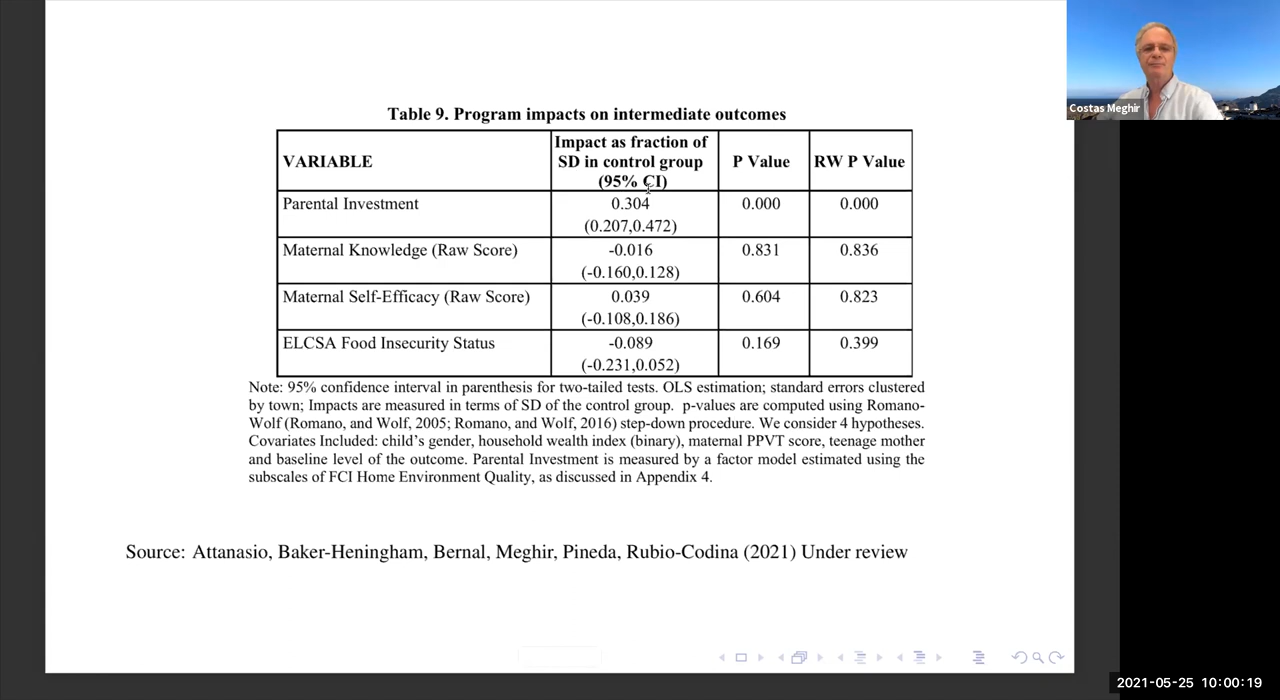 Costas Meghir
Table 9. Program impacts on intermediate outcomes
VARIABLE
Impact as fraction of
SD in control group
(95% CI)
P Value
RW P Value
Parental Investment
0.304
(0.207,0.472)
0.000
0.000
Maternal Knowledge (Raw Score)
-0.016
(-0.160,0.128)
0.831
0.836
Maternal Self-Efficacy (Raw Score)
0.039
(-0.108,0.186)
0.604
0.823
ELCSA Food Insecurity Status
-0.089
(-0.231,0.052)
0.169
0.399
Note: 95% confidence interval in parenthesis for two-tailed tests. OLS estimation; standard errors clustered
by town; Impacts are measured in terms of SD of the control group. p-values are computed using Romano-
Wolf (Romano, and Wolf, 2005; Romano, and Wolf, 2016) step-down procedure. We consider 4 hypotheses.
Covariates Included: child's gender, household wealth index (binary), maternal PPVT score, teenage mother
and baseline level of the outcome. Parental Investment is measured by a factor model estimated using the
subscales of FCI Home Environment Quality, as discussed in Appendix 4.
Source: Attanasio, Baker-Heningham, Bernal, Meghir, Pineda, Rubio-Codina (2021) Under review
2021-05-25 10:00:19